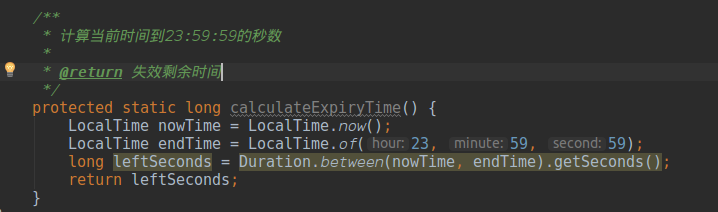 /**
 * 计算当前时间到23:59:59的秒数
 *
 * @return 失效剩余时间
 */
protected static long calculateExpiryTime() {
    LocalTime nowTime = LocalTime.now();
    LocalTime endTime = LocalTime.of( hour: 23, minute: 59, second: 59);
    long leftSeconds = Duration.between(nowTime, endTime).getSeconds();
    return leftSeconds;
}